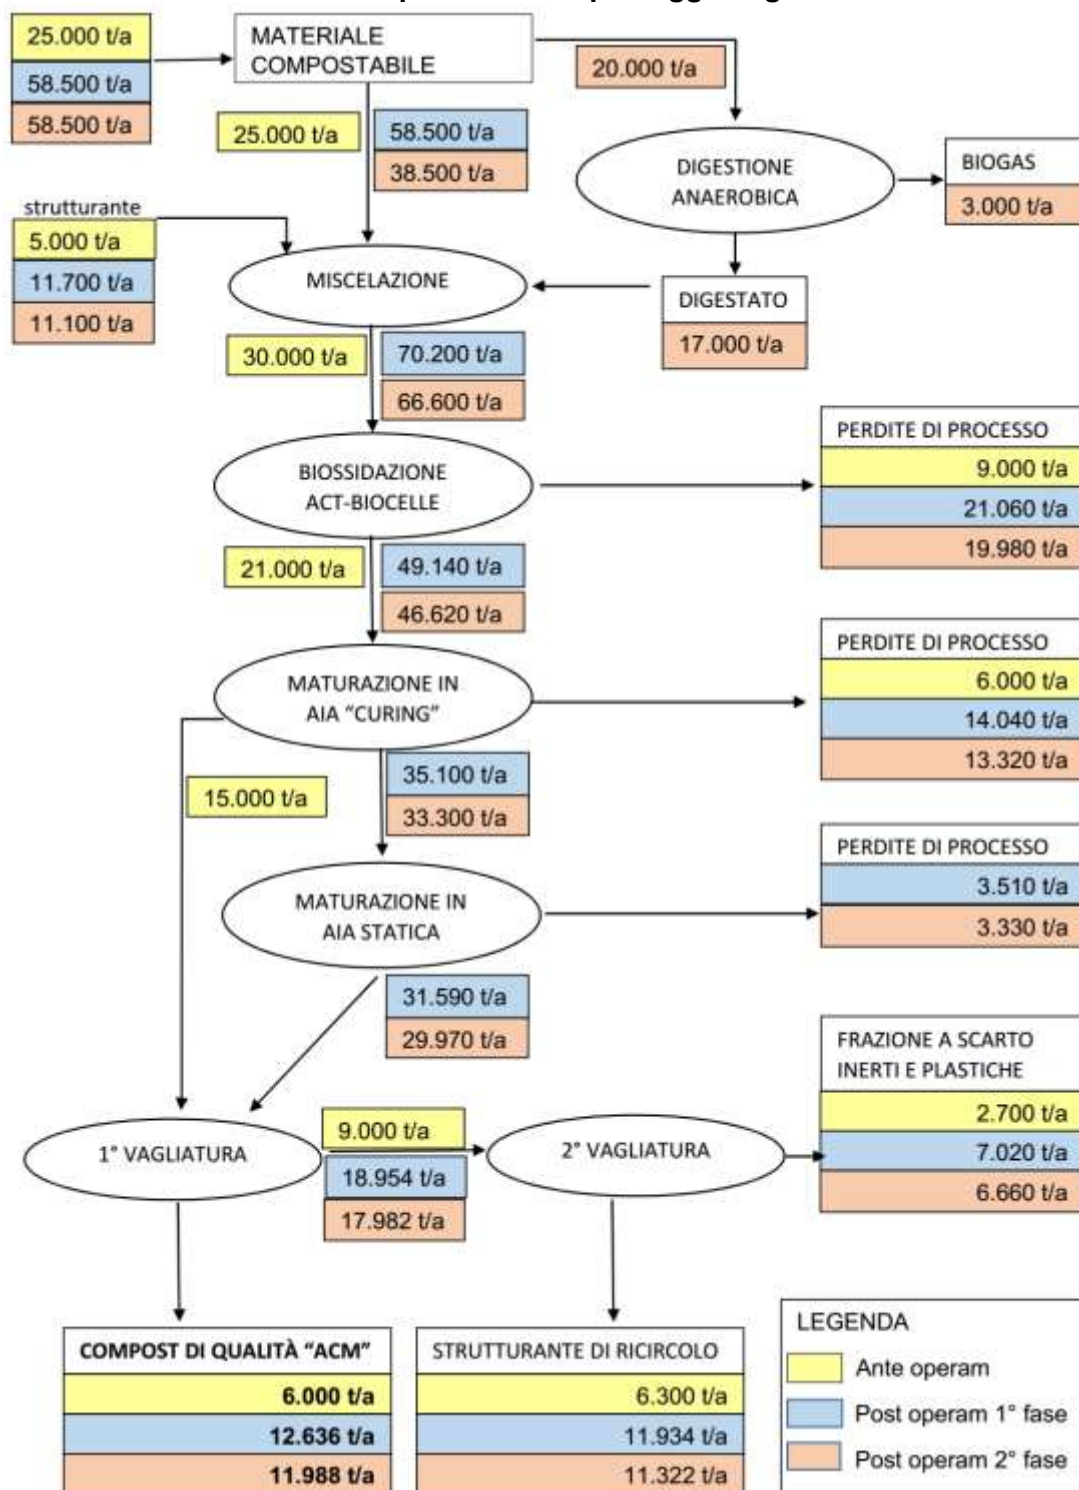 25.000 t/a
58.500 t/a
58.500 t/a
MATERIALE
COMPOSTABILE
20.000 t/a
25.000 t/a
58.500 t/a
38.500 t/a
DIGESTIONE
ANAEROBICA
BIOGAS
3.000 t/a
strutturante
5.000 t/a
11.700 t/a
11.100 t/a
MISCELAZIONE
DIGESTATO
17.000 t/a
30.000 t/a
70.200 t/a
66.600 t/a
BIOSSIDAZIONE
ACT-BIOCELLE
PERDITE DI PROCESSO
9.000 t/a
21.060 t/a
19.980 t/a
21.000 t/a
49.140 t/a
46.620 t/a
MATURAZIONE IN
AIA “CURING”
PERDITE DI PROCESSO
6.000 t/a
14.040 t/a
13.320 t/a
15.000 t/a
35.100 t/a
33.300 t/a
MATURAZIONE IN
AIA STATICA
PERDITE DI PROCESSO
3.510 t/a
3.330 t/a
31.590 t/a
29.970 t/a
FRAZIONE A SCARTO
INERTI E PLASTICHE
2.700 t/a
7.020 t/a
6.660 t/a
1° VAGLIATURA
9.000 t/a
18.954 t/a
17.982 t/a
2° VAGLIATURA
COMPOST DI QUALITÀ “ACM”
6.000 t/a
12.636 t/a
11.988 t/a
STRUTTURANTE DI RICIRCOLO
6.300 t/a
11.934 t/a
11.322 t/a
LEGENDA
Ante operam
Post operam 1° fase
Post operam 2° fase